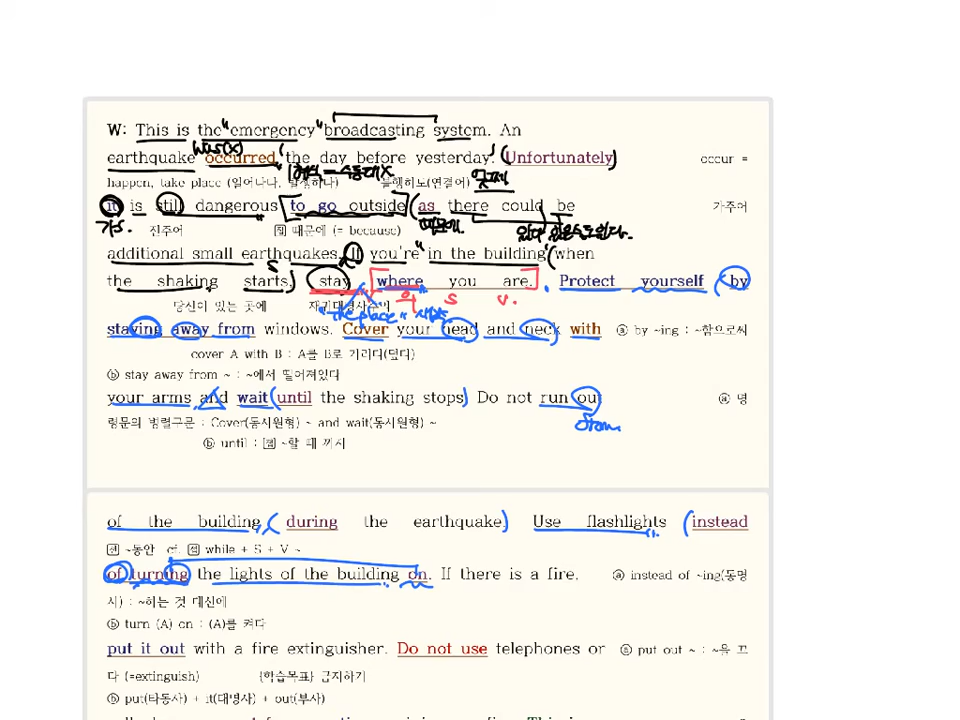 W: This is the "emergency" broadcasting system. An
was(x)
earthquake occurred the day before yesterday. (Unfortunately) occur =
happen, take place (일어나다, 발생하다) 불행히도(연결어)
it is still dangerous to go outside (as there could be 가주어
가S.
진주어 접 때문에 (= because)
때문에.
additional small earthquakes. If you're "in the building" (when
S
the shaking starts,) stay [where you are.] Protect yourself (by
S V.
당신이 있는 곳에 재귀대명사주어
"the place"
staying away from windows. Cover your head and neck with ⓐ by ~ing : ~함으로써
cover A with B : A를 B로 가리다(덮다)
ⓑ stay away from ~ : ~에서 떨어져있다
your arms and wait (until the shaking stops) Do not run out ⓐ 명
령문의 병렬구문 : Cover(동사원형) ~ and wait(동사원형) ~
from
ⓑ until : 접 ~할 때 까지
of the building (during the earthquake) Use flashlights (instead
전 ~동안 cf. 접 while + S + V ~
of turning the lights of the building on. If there is a fire, ⓐ instead of ~ing(동명
사) : ~하는 것 대신에
ⓑ turn (A) on : (A)를 켜다
put it out with a fire extinguisher. Do not use telephones or ⓐ put out ~ : ~을 끄
다 (=extinguish) {학습목표} 금지하기
ⓑ put(타동사) + it(대명사) + out(부사)